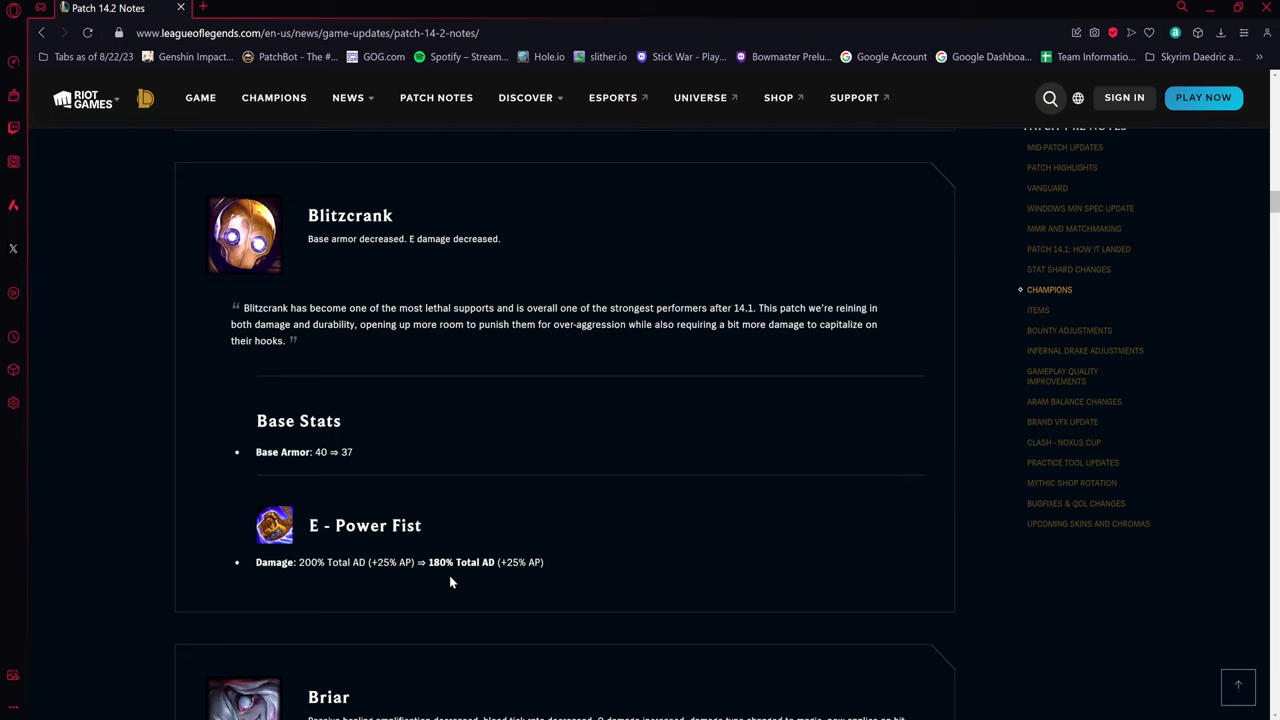 Patch 14.2 Notes
www.leagueoflegends.com/en-us/news/game-updates/patch-14-2-notes/
Tabs as of 8/22/23 Genshin Impact... PatchBot - The #... GOG.com Spotify – Stream... Hole.io slither.io Stick War - Play... Bowmaster Prelu... Google Account Google Dashboa... Team Informatio... Skyrim Daedric a...
RIOT GAMES GAME CHAMPIONS NEWS PATCH NOTES DISCOVER ESPORTS UNIVERSE SHOP SUPPORT SIGN IN PLAY NOW
MID-PATCH UPDATES
PATCH HIGHLIGHTS
VANGUARD
WINDOWS MIN SPEC UPDATE
MMR AND MATCHMAKING
PATCH 14.1: HOW IT LANDED
STAT SHARD CHANGES
CHAMPIONS
ITEMS
BOUNTY ADJUSTMENTS
INFERNAL DRAKE ADJUSTMENTS
GAMEPLAY QUALITY
IMPROVEMENTS
ARAM BALANCE CHANGES
BRAND VFX UPDATE
CLASH - NOXUS CUP
PRACTICE TOOL UPDATES
MYTHIC SHOP ROTATION
BUGFIXES & QOL CHANGES
UPCOMING SKINS AND CHROMAS
Blitzcrank
Base armor decreased. E damage decreased.
“ Blitzcrank has become one of the most lethal supports and is overall one of the strongest performers after 14.1. This patch we’re reining in
both damage and durability, opening up more room to punish them for over-aggression while also requiring a bit more damage to capitalize on
their hooks. ”
Base Stats
• Base Armor: 40 ⇒ 37
E - Power Fist
• Damage: 200% Total AD (+25% AP) ⇒ 180% Total AD (+25% AP)
Briar